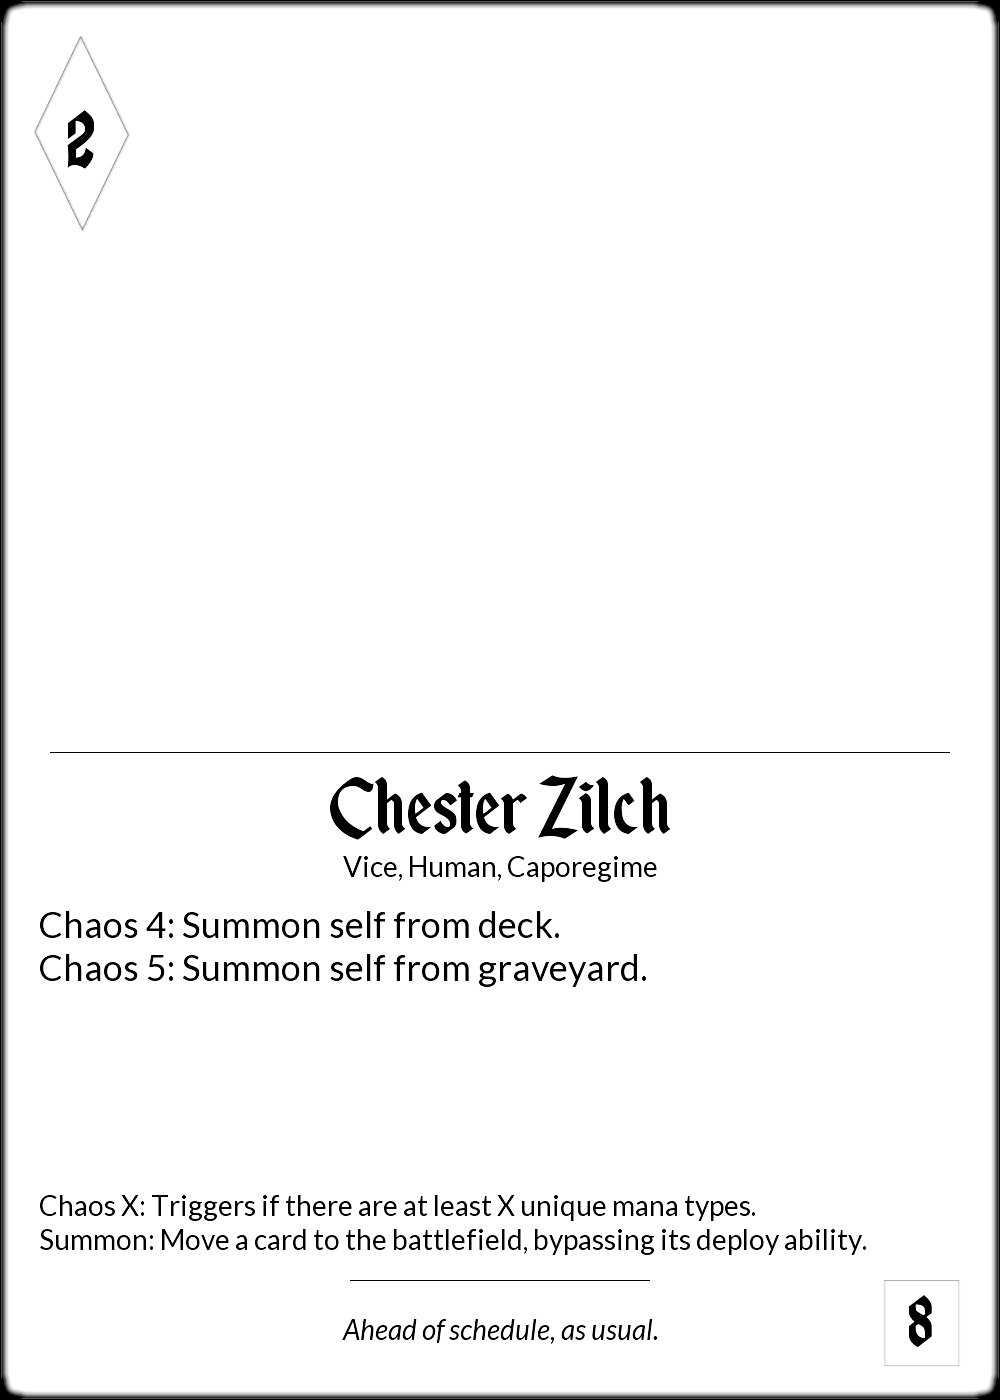 2
Chester Zilch
Vice, Human, Caporegime
Chaos 4: Summon self from deck.
Chaos 5: Summon self from graveyard.
Chaos X: Triggers if there are at least X unique mana types.
Summon: Move a card to the battlefield, bypassing its deploy ability.
Ahead of schedule, as usual.
8